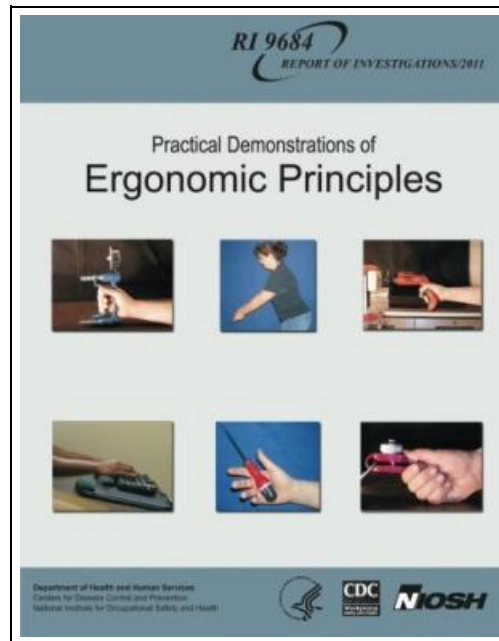 RI 9684
REPORT OF INVESTIGATIONS/2011
Practical Demonstrations of
Ergonomic Principles
Department of Health and Human Services
Centers for Disease Control and Prevention
National Institute for Occupational Safety and Health
CDC
Workplace
NIOSH